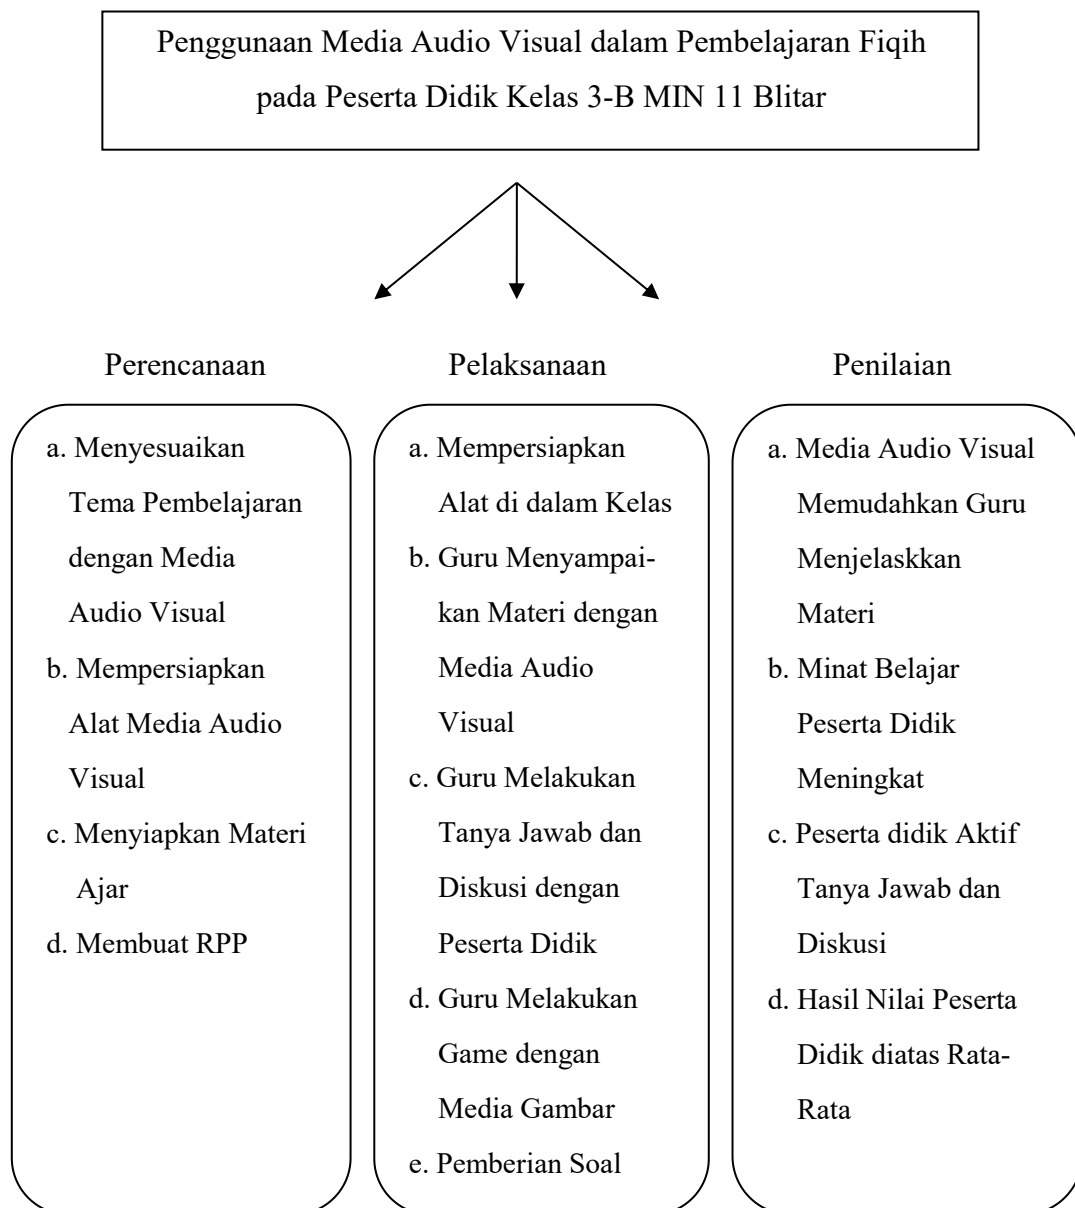 Penggunaan Media Audio Visual dalam Pembelajaran Fiqih
pada Peserta Didik Kelas 3-B MIN 11 Blitar
Perencanaan
a. Menyesuaikan
Tema Pembelajaran
dengan Media
Audio Visual
b. Mempersiapkan
Alat Media Audio
Visual
c. Menyiapkan Materi
Ajar
d. Membuat RPP
Pelaksanaan
a. Mempersiapkan
Alat di dalam Kelas
b. Guru Menyampai-
kan Materi dengan
Media Audio
Visual
c. Guru Melakukan
Tanya Jawab dan
Diskusi dengan
Peserta Didik
d. Guru Melakukan
Game dengan
Media Gambar
e. Pemberian Soal
Penilaian
a. Media Audio Visual
Memudahkan Guru
Menjelaskkan
Materi
b. Minat Belajar
Peserta Didik
Meningkat
c. Peserta didik Aktif
Tanya Jawab dan
Diskusi
d. Hasil Nilai Peserta
Didik diatas Rata-
Rata